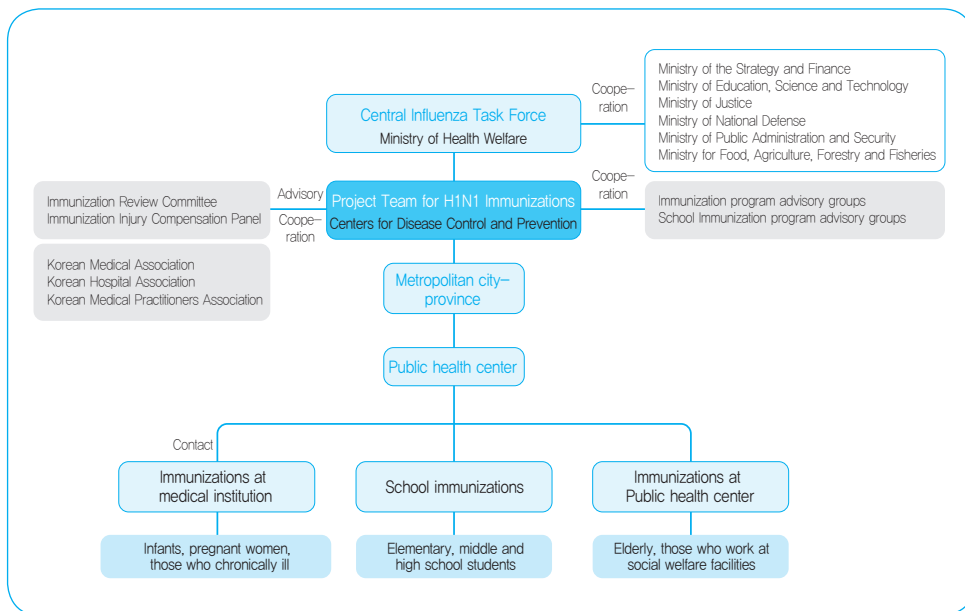 Central Influenza Task Force
Ministry of Health Welfare
Coope-
ration
Ministry of the Strategy and Finance
Ministry of Education, Science and Technology
Ministry of Justice
Ministry of National Defense
Ministry of Public Administration and Security
Ministry for Food, Agriculture, Forestry and Fisheries
Immunization Review Committee
Immunization Injury Compensation Panel
Advisory
Coope-
ration
Project Team for H1N1 Immunizations
Centers for Disease Control and Prevention
Coope-
ration
Immunization program advisory groups
School Immunization program advisory groups
Korean Medical Association
Korean Hospital Association
Korean Medical Practitioners Association
Metropolitan city-
province
Public health center
Contact
Immunizations at
medical institution
School immunizations
Immunizations at
Public health center
Infants, pregnant women,
those who chronically ill
Elementary, middle and
high school students
Elderly, those who work at
social welfare facilities